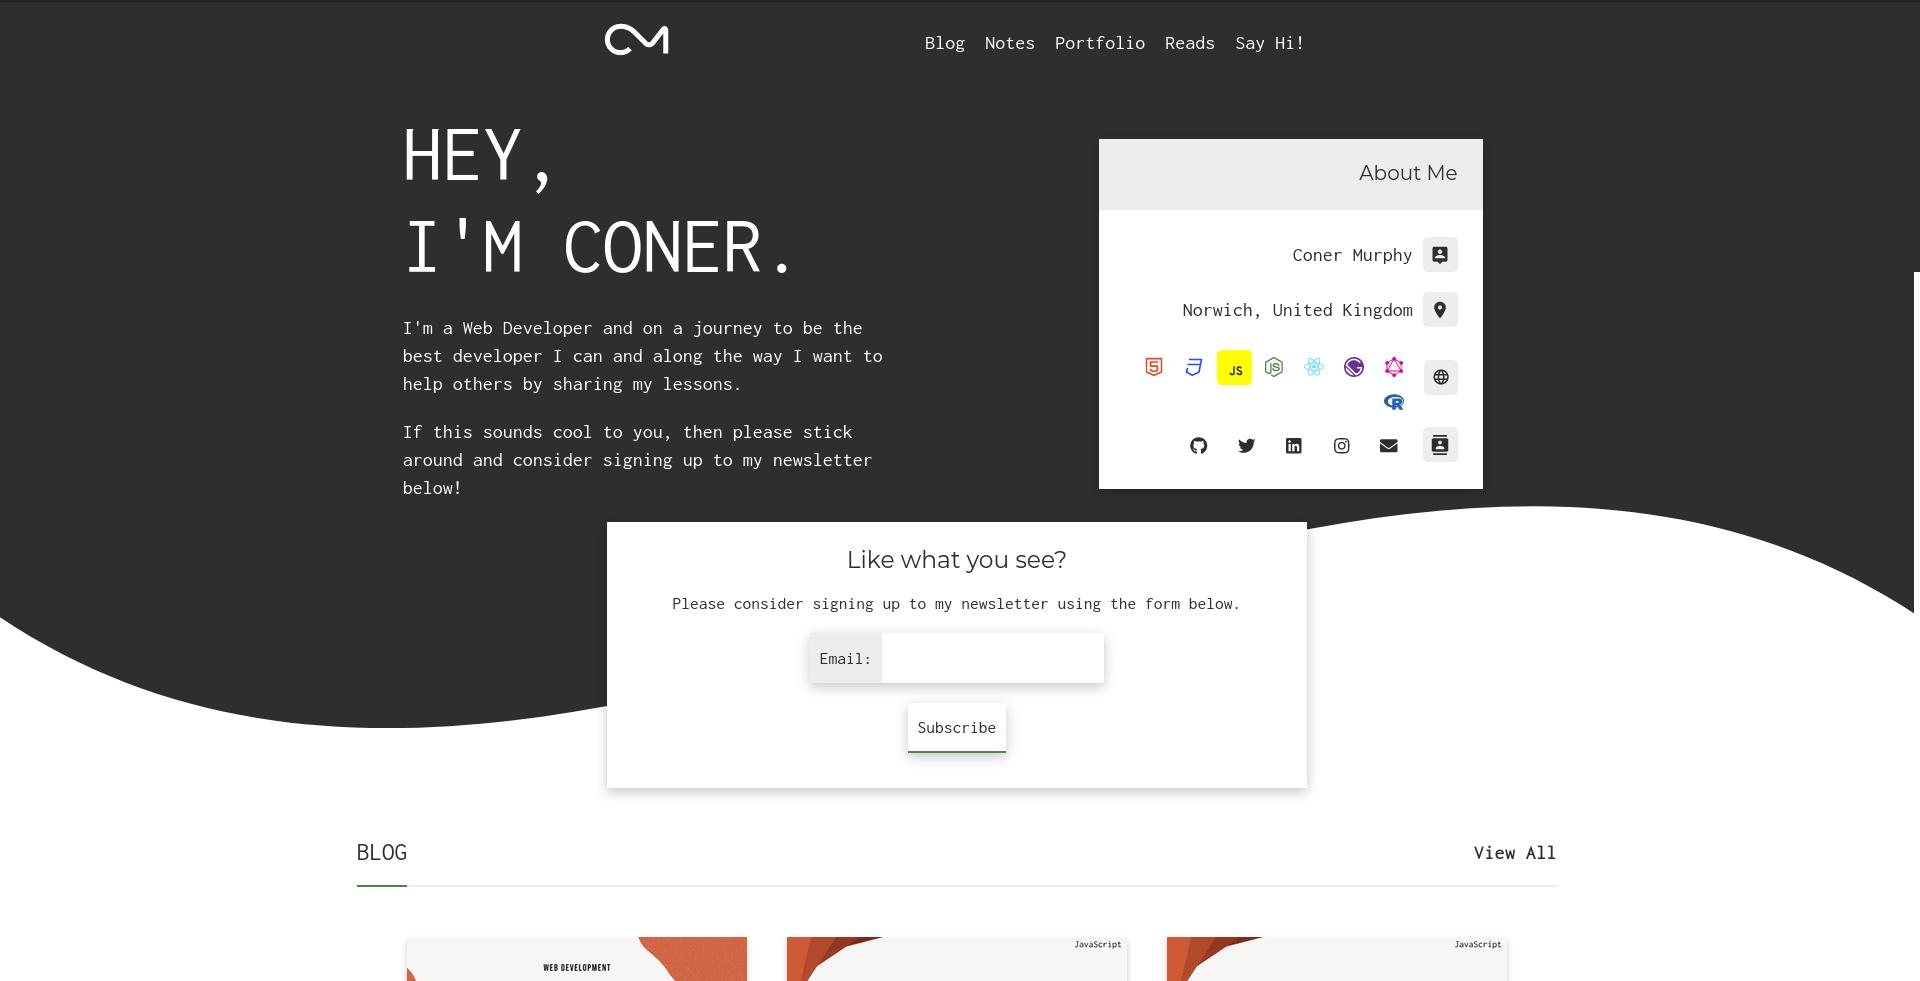 CM
Blog Notes Portfolio Reads Say Hi!
HEY,
I'M CONER.
I'm a Web Developer and on a journey to be the
best developer I can and along the way I want to
help others by sharing my lessons.
If this sounds cool to you, then please stick
around and consider signing up to my newsletter
below!
About Me
Coner Murphy
Norwich, United Kingdom
5 3 JS JS
R
in
Like what you see?
Please consider signing up to my newsletter using the form below.
Email:
Subscribe
BLOG
View All
WEB DEVELOPMENT
JavaScript
JavaScript